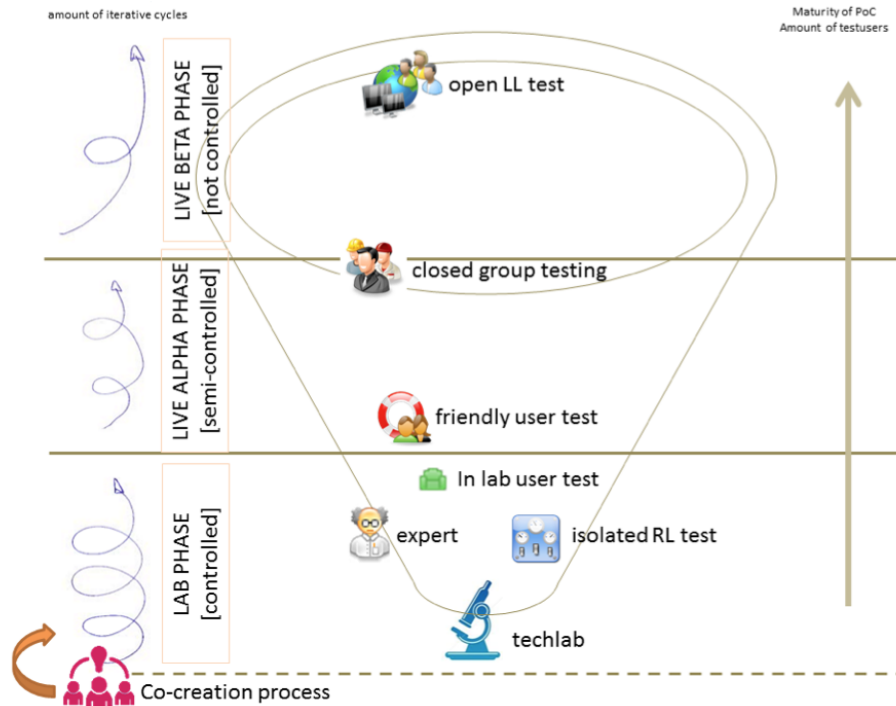 amount of iterative cycles
Maturity of PoC
Amount of testusers
LIVE BETA PHASE
[not controlled]
open LL test
closed group testing
LIVE ALPHA PHASE
[semi-controlled]
friendly user test
In lab user test
LAB PHASE
[controlled]
expert
isolated RL test
techlab
Co-creation process